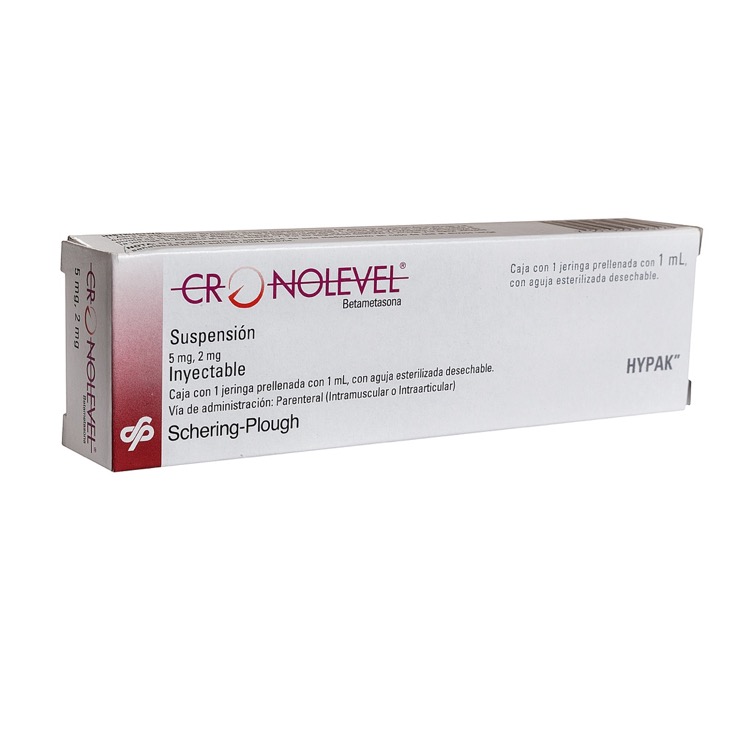 CRONOLEVEL®
Betametasona
Suspensión
5 mg, 2 mg
Inyectable
Caja con 1 jeringa prellenada con 1 mL, con aguja esterilizada desechable.
Vía de administración: Parenteral (Intramuscular o Intraarticular)
Schering-Plough
Caja con 1 jeringa prellenada con 1 mL,
con aguja esterilizada desechable.
HYPAK"
CRONOLEVEL®
Betametasona
5 mg, 2 mg